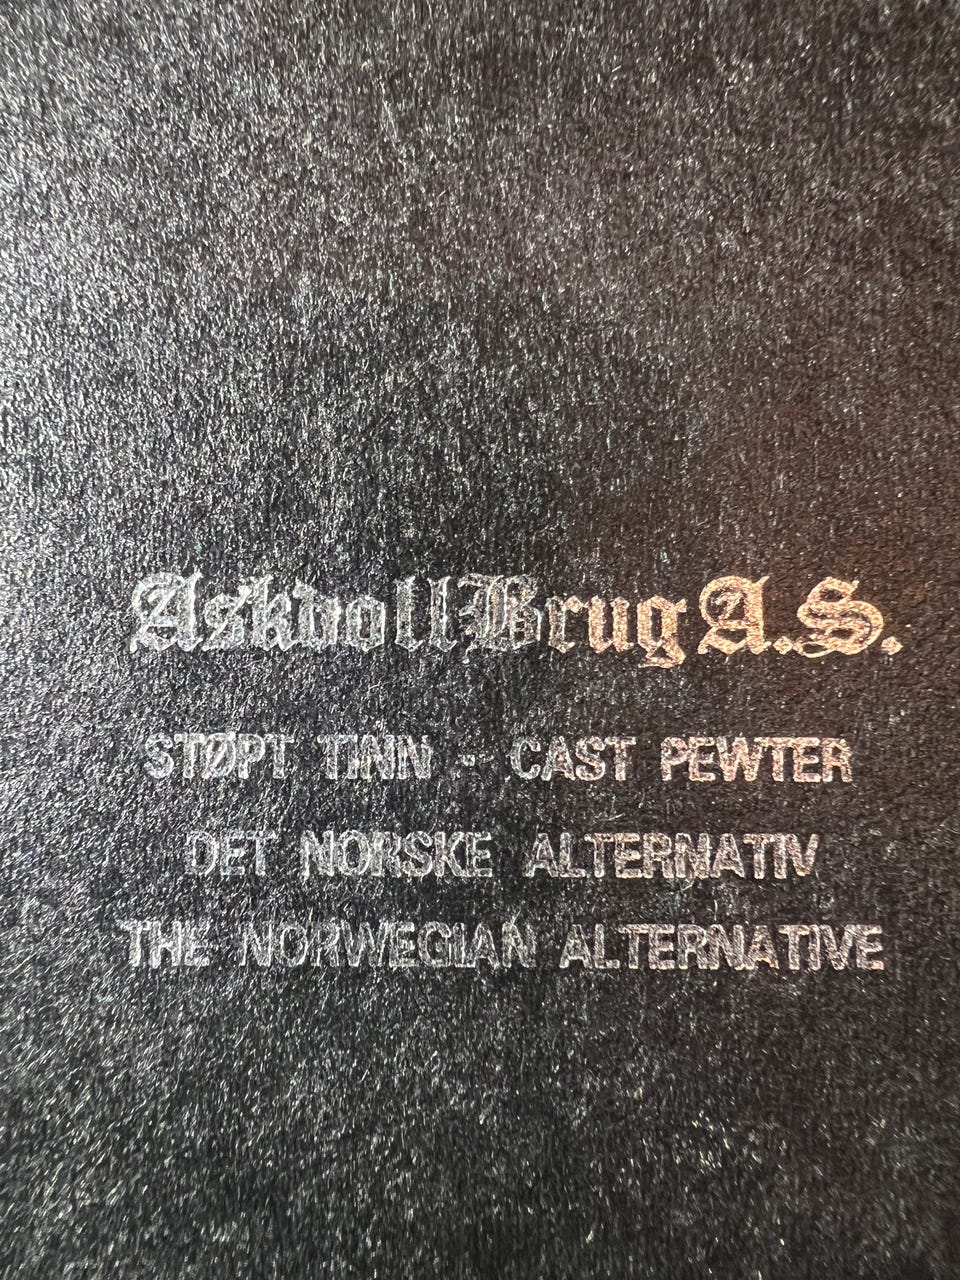 Askvoll Brug A.S.
STØPT TINN - CAST PEWTER
DET NORSKE ALTERNATIV
THE NORWEGIAN ALTERNATIVE